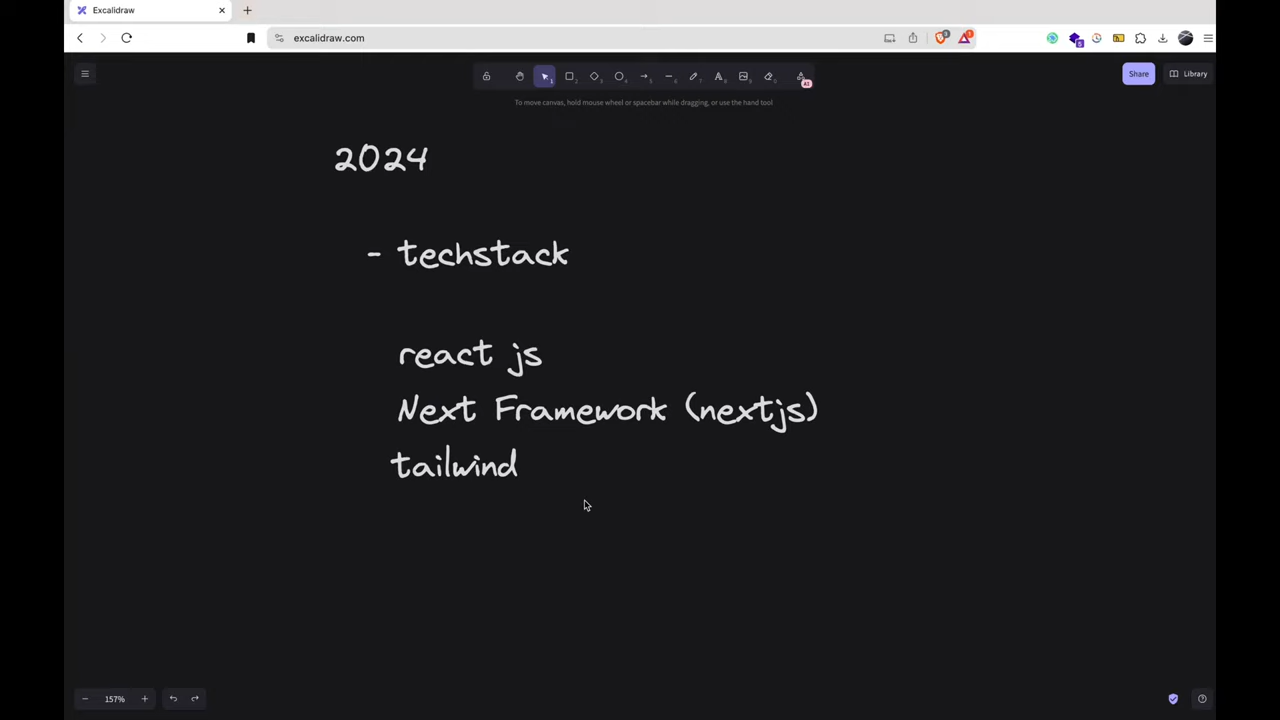 Excalidraw
excalidraw.com
Share
Library
To move canvas, hold mouse wheel or spacebar while dragging, or use the hand tool
2024
- techstack
react js
Next Framework (nextjs)
tailwind
157%